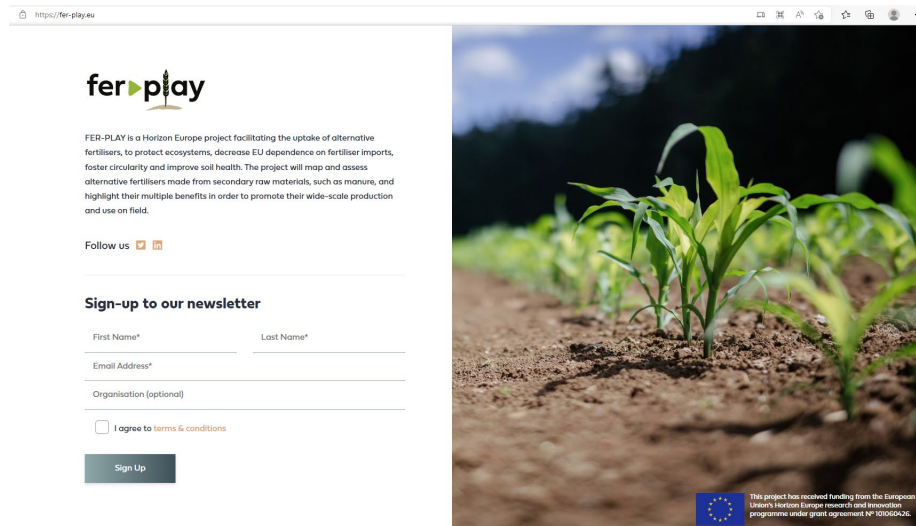 https://fer-play.eu
fer play
FER-PLAY is a Horizon Europe project facilitating the uptake of alternative
fertilisers, to protect ecosystems, decrease EU dependence on fertiliser imports,
foster circularity and improve soil health. The project will map and assess
alternative fertilisers made from secondary raw materials, such as manure, and
highlight their multiple benefits in order to promote their wide-scale production
and use on field.
Follow us
Sign-up to our newsletter
First Name* Last Name*
Email Address*
Organisation (optional)
I agree to terms & conditions
Sign Up
This project has received funding from the European
Union's Horizon Europe research and innovation
programme under grant agreement Nº 101060426.